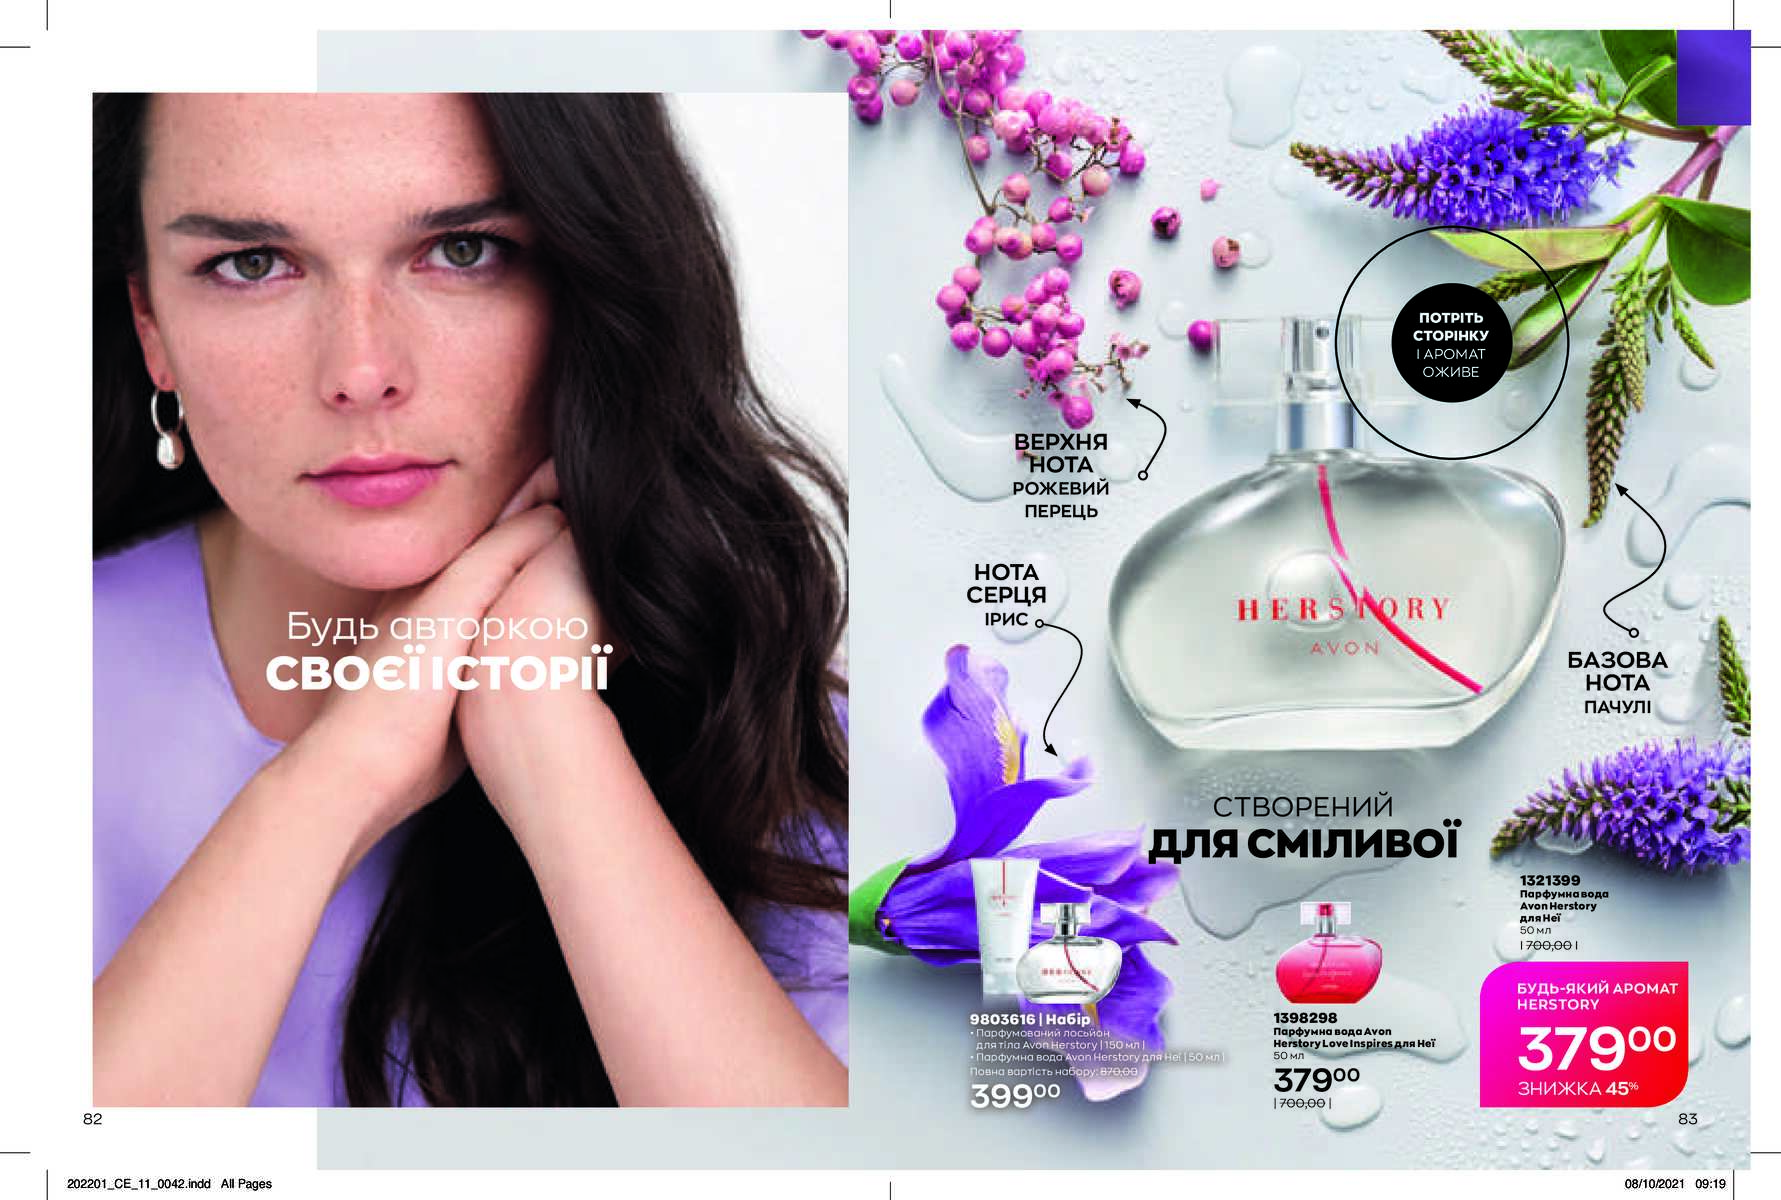 Будь авторкою
СВОЄЇ ІСТОРІЇ
ПОТРІТЬ
СТОРІНКУ
І АРОМАТ
ОЖИВЕ
ВЕРХНЯ
НОТА
РОЖЕВИЙ
ПЕРЕЦЬ
НОТА
СЕРЦЯ
ІРИС
HERSTORY
AVON
БАЗОВА
НОТА
ПАЧУЛІ
СТВОРЕНИЙ
ДЛЯ СМІЛИВОЇ
9803616 | Набір
• Парфумований лосьйон
для тіла Avon Herstory | 150 мл |
• Парфумна вода Avon Herstory для Неї | 50 мл |
Повна вартість набору: 870,00
399⁰⁰
1398298
Парфумна вода Avon
Herstory Love Inspires для Неї
50 мл
379⁰⁰
| 700,00 |
1321399
Парфумна вода
Avon Herstory
для Неї
50 мл
| 700,00 |
БУДЬ-ЯКИЙ АРОМАТ
HERSTORY
379⁰⁰
ЗНИЖКА 45%
82
83
202201_CE_11_0042.indd All Pages
08/10/2021 09:19